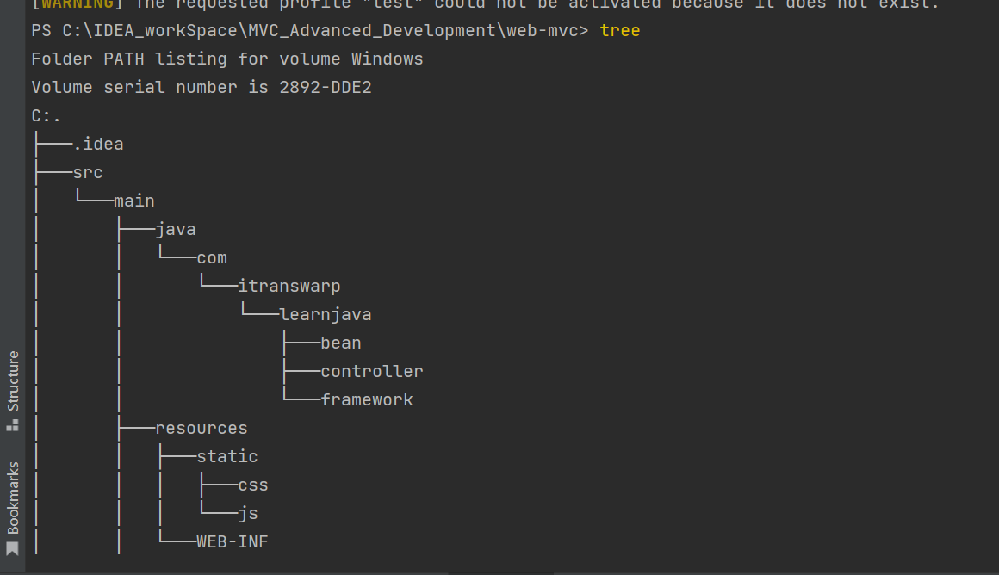 [WARNING] The requested profile "test" could not be activated because it does not exist.
PS C:\IDEA_workSpace\MVC_Advanced_Development\web-mvc> tree
Folder PATH listing for volume Windows
Volume serial number is 2892-DDE2
C:.
├───.idea
├───src
│   └───main
│       ├───java
│       │   └───com
│       │       └───itranswarp
│       │           └───learnjava
│       │               ├───bean
│       │               ├───controller
│       │               └───framework
│       ├───resources
│       │   ├───static
│       │   │   ├───css
│       │   │   └───js
│       │   └───WEB-INF
Structure
Bookmarks